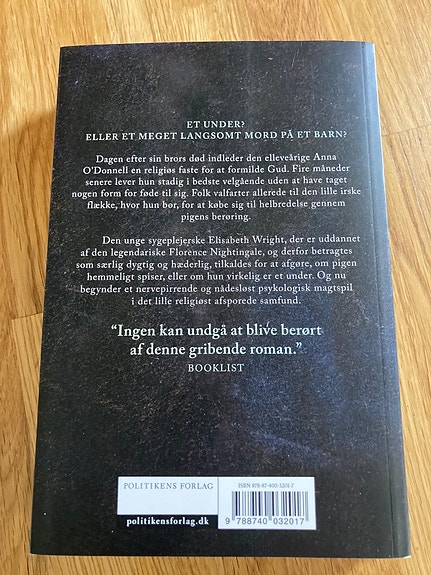 ET UNDER?
ELLER ET MEGET LANGSOMT MORD PÅ ET BARN?
Dagen efter sin brors død indleder den elleveårige Anna
O'Donnell en religiøs faste for at formilde Gud. Fire måneder
senere lever hun stadig i bedste velgående uden at have taget
nogen form for føde til sig. Folk valfarter allerede til den lille irske
flække, hvor hun bor, for at købe sig til helbredelse gennem
pigens berøring.
Den unge sygeplejerske Elisabeth Wright, der er uddannet
af den legendariske Florence Nightingale, og derfor betragtes
som særlig dygtig og hæderlig, tilkaldes for at afgøre, om pigen
hemmeligt spiser, eller om hun virkelig er et under. Og nu
begynder et nervepirrende og nådesløst psykologisk magtspil
i det lille religiøst afsporede samfund.
“Ingen kan undgå at blive berørt
af denne gribende roman.”
BOOKLIST
POLITIKENS FORLAG
politikensforlag.dk
ISBN 978-87-400-3201-7
9 788740 032017